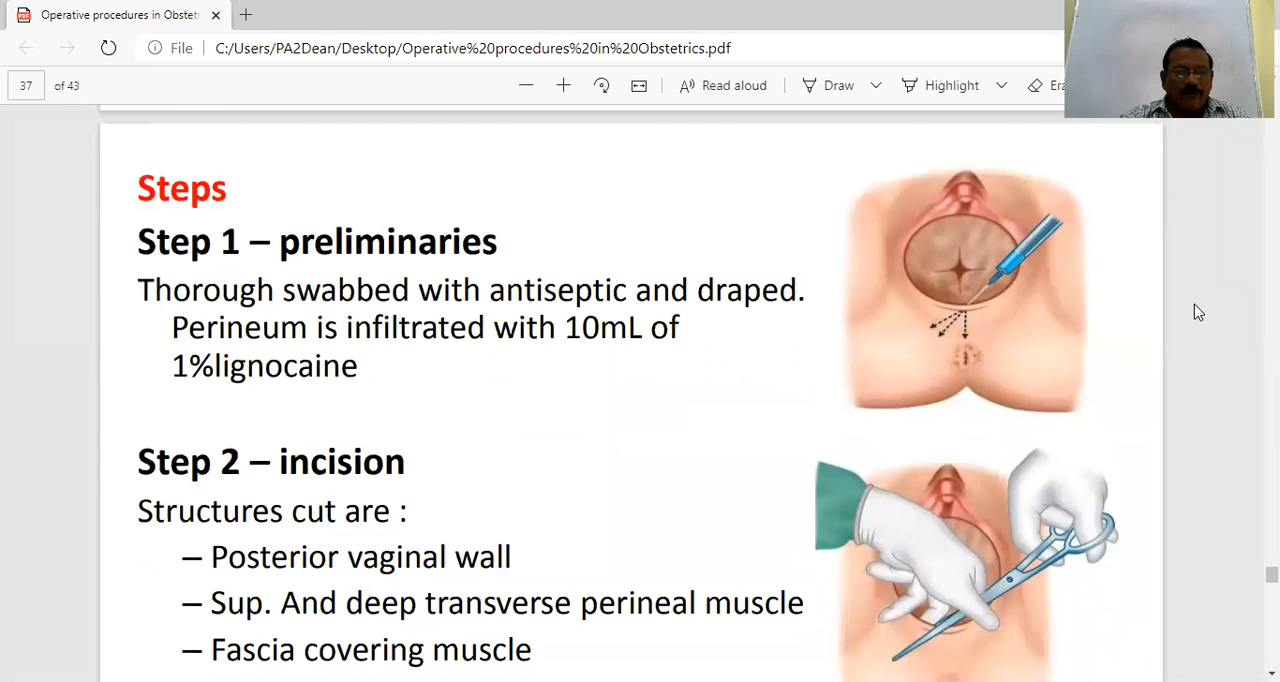 Operative procedures in Obstetr
File
C:/Users/PA2Dean/Desktop/Operative%20procedures%20in%20Obstetrics.pdf
37 of 43
Read aloud
Draw
Highlight
Era
Steps
Step 1 – preliminaries
Thorough swabbed with antiseptic and draped.
Perineum is infiltrated with 10mL of
1%lignocaine
Step 2 – incision
Structures cut are :
– Posterior vaginal wall
– Sup. And deep transverse perineal muscle
– Fascia covering muscle